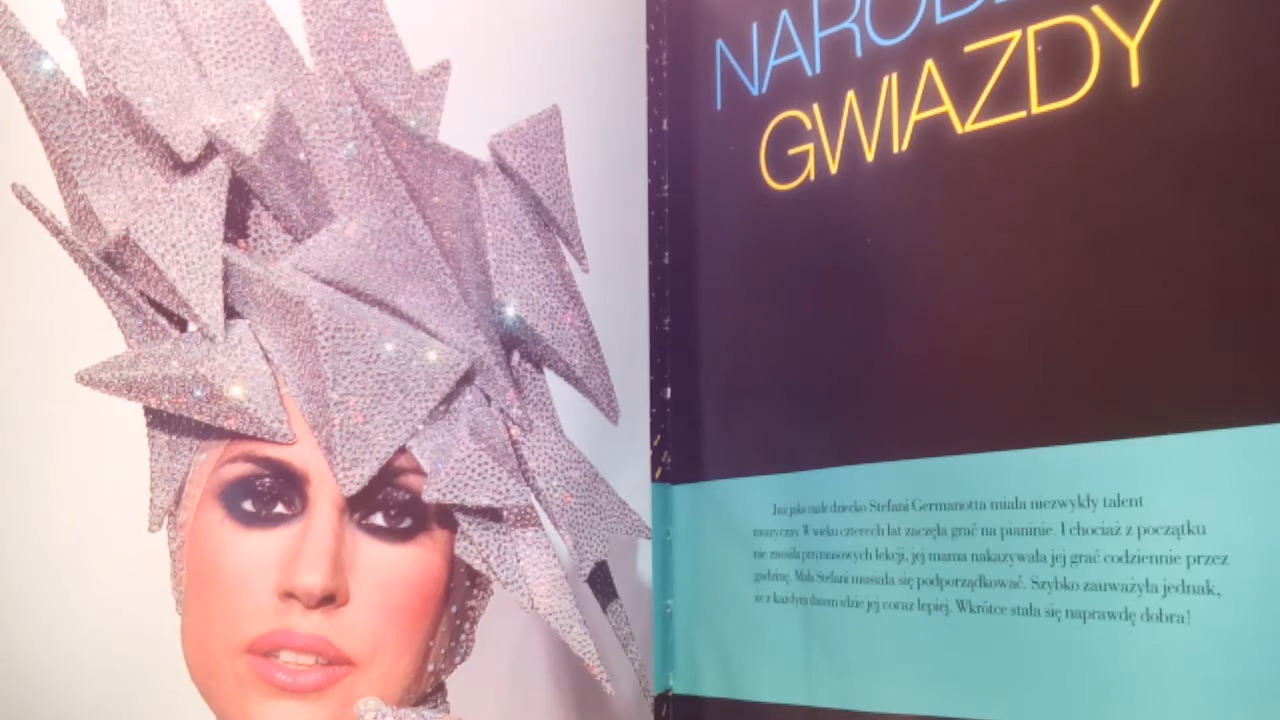 NARODZ
GWIAZDY
Już jako małe dziecko Stefani Germanotta miała niezwykły talent
muzyczny. W wieku czterech lat zaczęła grać na pianinie. I chociaż z początku
nie znosiła przymusowych lekcji, jej mama nakazywała jej grać codziennie przez
godzinę. Mała Stefani musiała się podporządkować. Szybko zauważyła jednak,
że z każdym dniem idzie jej coraz lepiej. Wkrótce stała się naprawdę dobra!